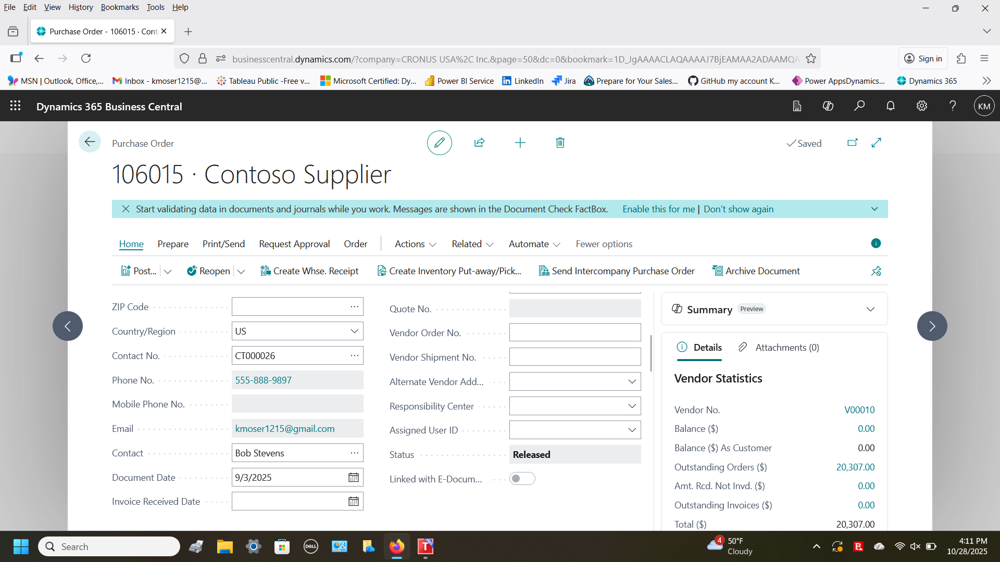 File Edit View History Bookmarks Tools Help
Purchase Order - 106015 · Cont
businesscentral.dynamics.com/?company=CRONUS USA%2C Inc.&page=50&dc=0&bookmark=1D_JgAAAACLAQAAAAJ7BjEAMAA2ADAAMQA
Sign in
MSN | Outlook, Office,...
Inbox - kmoser1215@...
Tableau Public -Free v...
Microsoft Certified: Dy...
Power BI Service
LinkedIn
Jira
Prepare for Your Sales...
GitHub my account K...
Power AppsDynamics...
Dynamics 365
Dynamics 365 Business Central
KM
Purchase Order
Saved
106015 · Contoso Supplier
Start validating data in documents and journals while you work. Messages are shown in the Document Check FactBox. Enable this for me | Don't show again
Home Prepare Print/Send Request Approval Order Actions Related Automate Fewer options
Post... Reopen Create Whse. Receipt Create Inventory Put-away/Pick... Send Intercompany Purchase Order Archive Document
ZIP Code
Country/Region US
Contact No. CT000026
Phone No. 555-888-9897
Mobile Phone No.
Email kmoser1215@gmail.com
Contact Bob Stevens
Document Date 9/3/2025
Invoice Received Date
Quote No.
Vendor Order No.
Vendor Shipment No.
Alternate Vendor Add...
Responsibility Center
Assigned User ID
Status Released
Linked with E-Docum...
Summary Preview
Details Attachments (0)
Vendor Statistics
Vendor No. V00010
Balance ($) 0.00
Balance ($) As Customer 0.00
Outstanding Orders ($) 20,307.00
Amt. Rcd. Not Invd. ($) 0.00
Outstanding Invoices ($) 0.00
Total ($) 20,307.00
Search
DELL
T
4
50°F
Cloudy
4:11 PM
10/28/2025